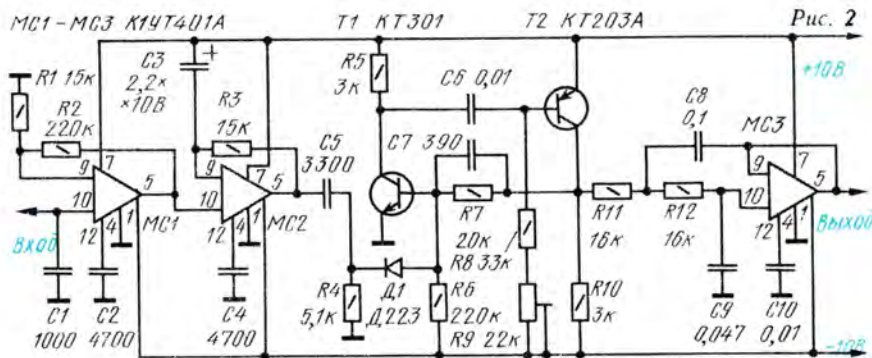 МС1-МС3 К1УТ401А
Т1 КТ301
Т2 КТ203А
Рис. 2
R1 15к
R2
220к
С3
2,2×
×10В
+
R3
15к
R5
3к
С6 0,01
+10В
С5
3300
С7 390
С8
0,1
МС3
9
7
10
5
12
4
1
МС1
9
7
10
5
12
4
1
МС2
9
7
10
5
12
4
1
R7
20к
R8 33к
R11
16к
R12
16к
Вход
Выход
С1
1000
С2
4700
С4
4700
R4
5,1к
Д1
Д223
R6
220к
R9 22к
R10
3к
С9
0,047
С10
0,01
-10В